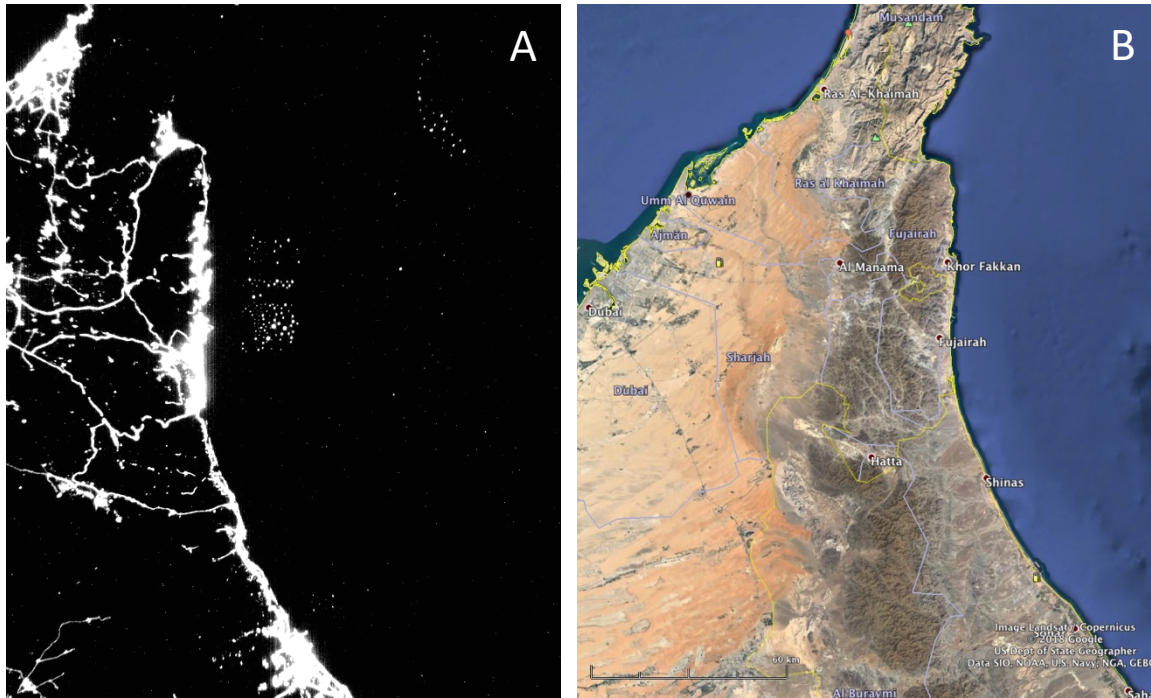 A
B
Musandam
Ras Al-Khaimah
Ras al Khaimah
Umm Al Quwain
Ajman
Fujairah
Al Manama
Khor Fakkan
Dubai
Fujairah
Sharjah
Dubai
Hatta
Shinas
Image Landsat / Copernicus
© 2018 Google
US Dept of State Geographer
Data SIO, NOAA, U.S. Navy, NGA, GEBC
60 km
Al Buraymi